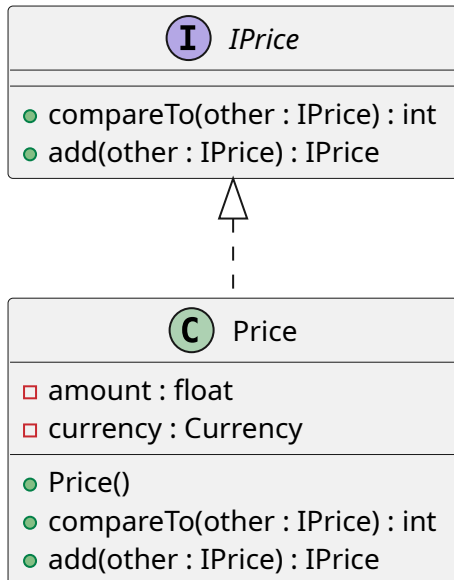 I IPrice
compareTo(other : IPrice) : int
add(other : IPrice) : IPrice
C Price
amount : float
currency : Currency
Price()
compareTo(other : IPrice) : int
add(other : IPrice) : IPrice